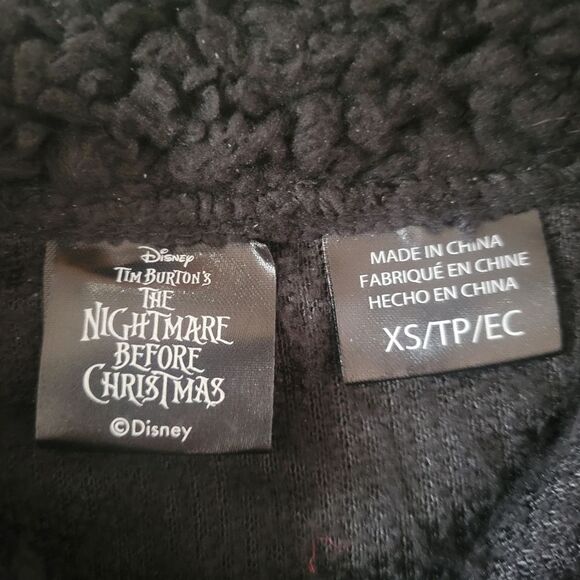 Disney
Tim Burton's
The
Nightmare
Before
Christmas
©Disney
MADE IN CHINA
FABRIQUÉ EN CHINE
HECHO EN CHINA
XS/TP/EC